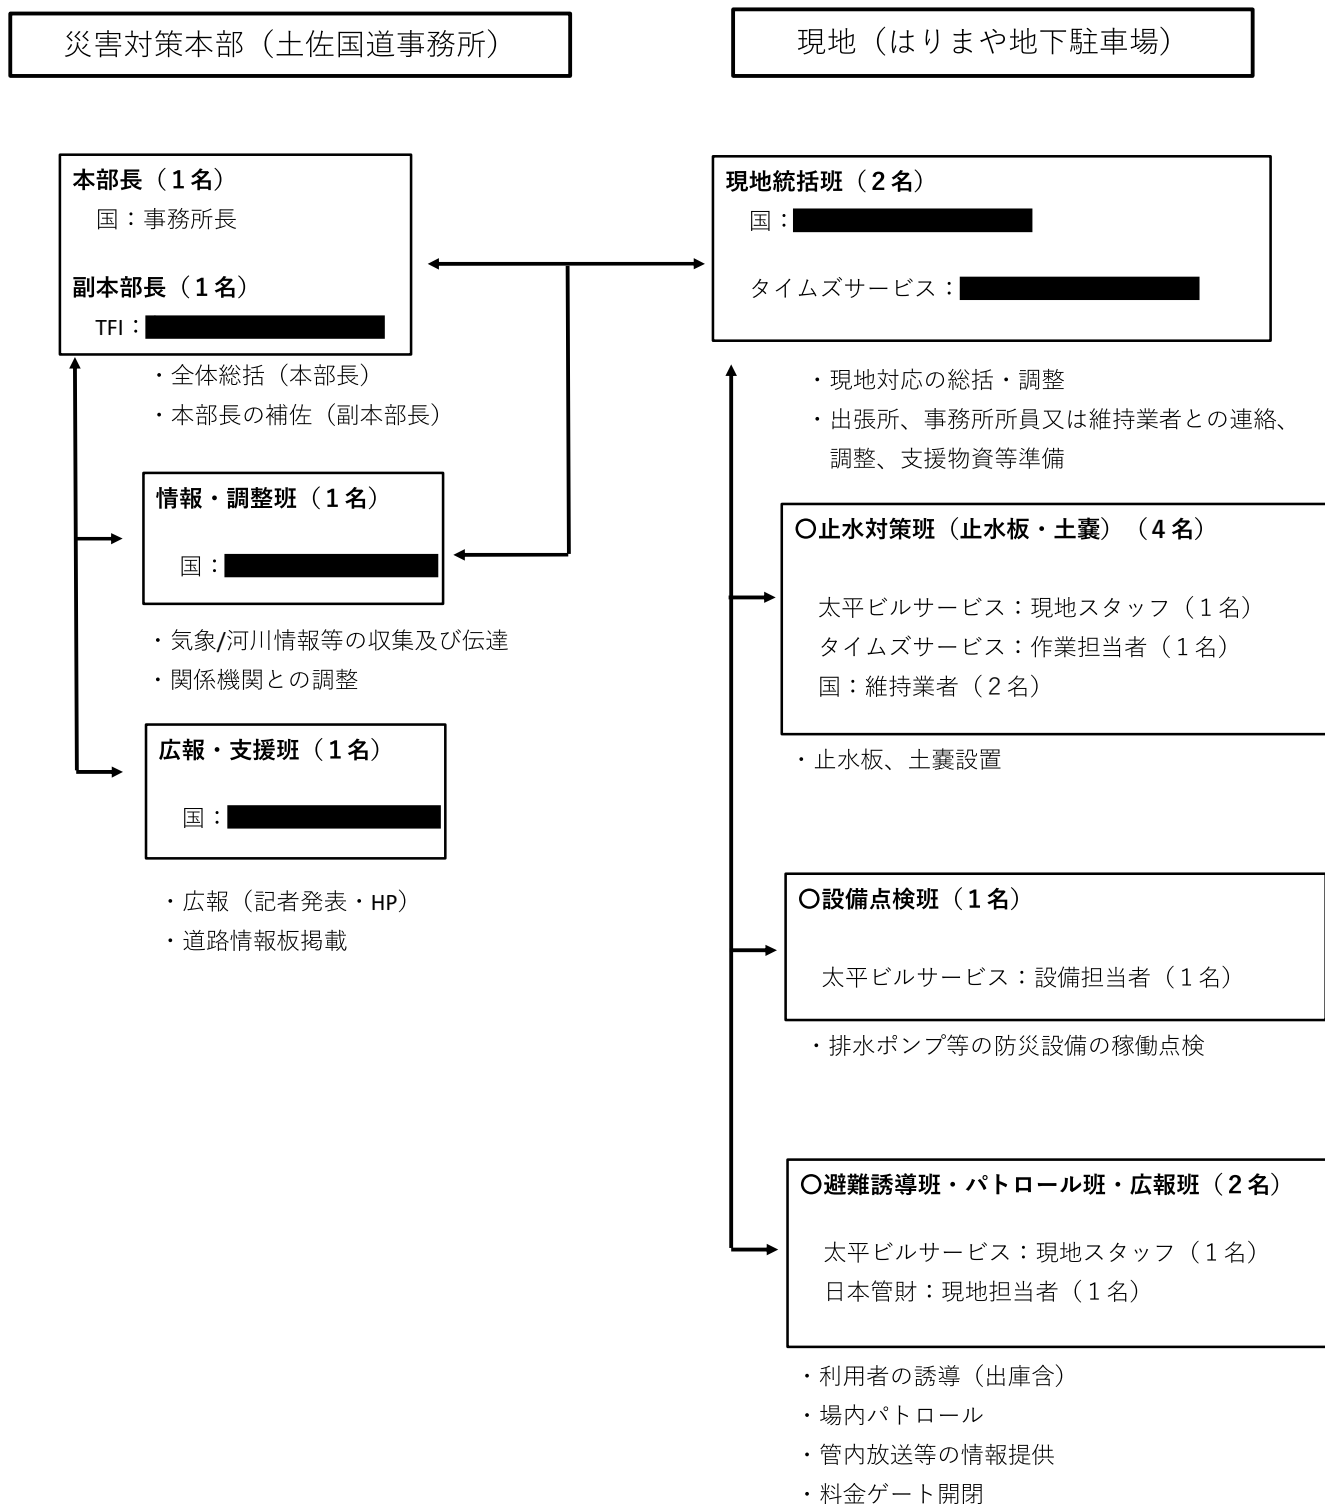 災害対策本部（土佐国道事務所）
本部長（１名）
国：事務所長
副本部長（１名）
TFI：
・全体総括（本部長）
・本部長の補佐（副本部長）
情報・調整班（１名）
国：
・気象/河川情報等の収集及び伝達
・関係機関との調整
広報・支援班（１名）
国：
・広報（記者発表・HP）
・道路情報板掲載
現地（はりまや地下駐車場）
現地統括班（２名）
国：
タイムズサービス：
・現地対応の総括・調整
・出張所、事務所所員又は維持業者との連絡、
調整、支援物資等準備
〇止水対策班（止水板・土嚢）（４名）
太平ビルサービス：現地スタッフ（１名）
タイムズサービス：作業担当者（１名）
国：維持業者（２名）
・止水板、土嚢設置
〇設備点検班（１名）
太平ビルサービス：設備担当者（１名）
・排水ポンプ等の防災設備の稼働点検
〇避難誘導班・パトロール班・広報班（２名）
太平ビルサービス：現地スタッフ（１名）
日本管財：現地担当者（１名）
・利用者の誘導（出庫含）
・場内パトロール
・管内放送等の情報提供
・料金ゲート開閉